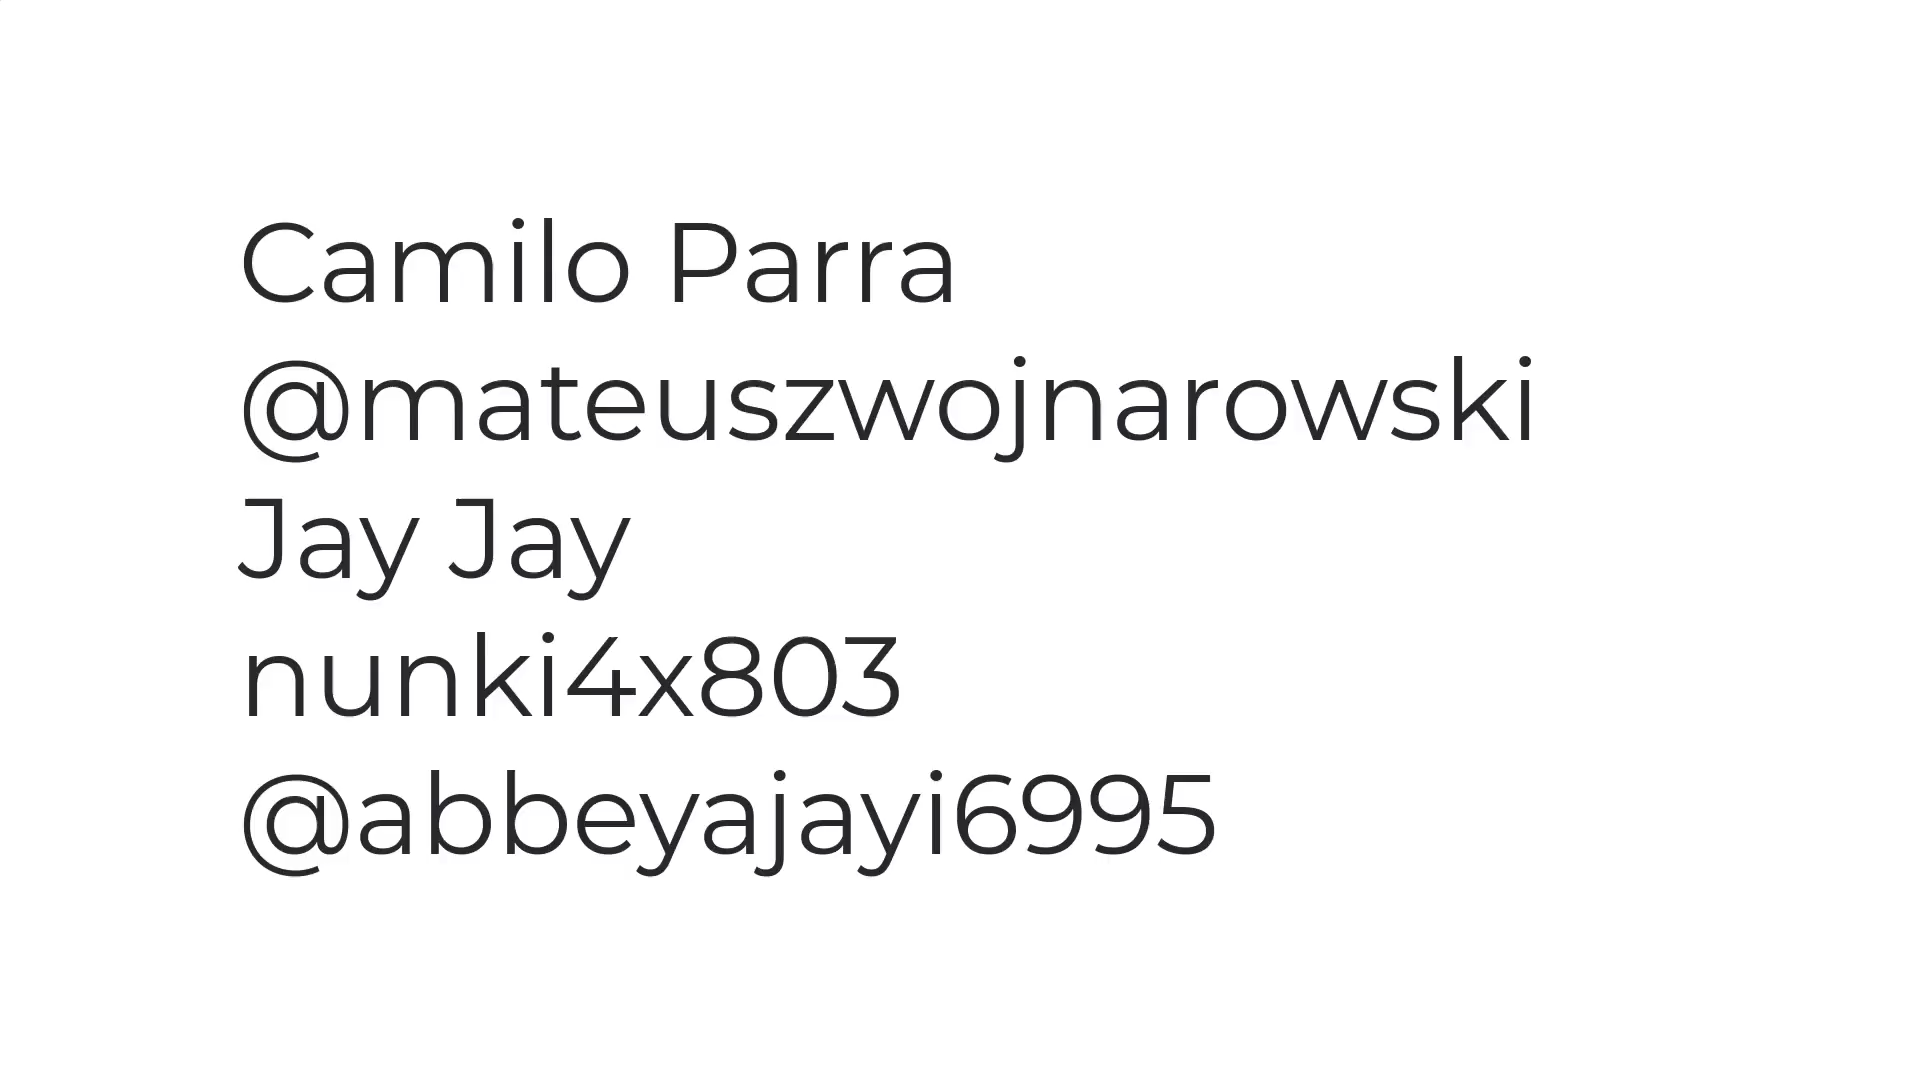 Camilo Parra
@mateuszwojnarowski
Jay Jay
nunki4x803
@abbeyajayi6995